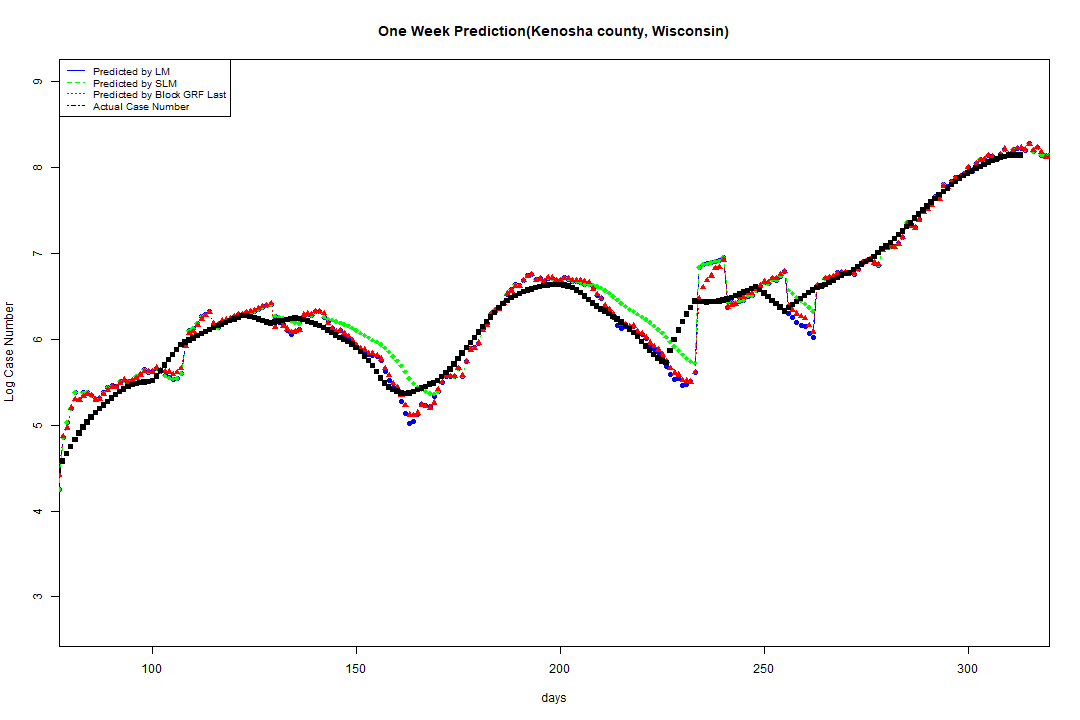 One Week Prediction(Kenosha county, Wisconsin)
Predicted by LM
Predicted by SLM
Predicted by Block GRF Last
Actual Case Number
Log Case Number
9
8
7
6
5
4
3
100 150 200 250 300
days